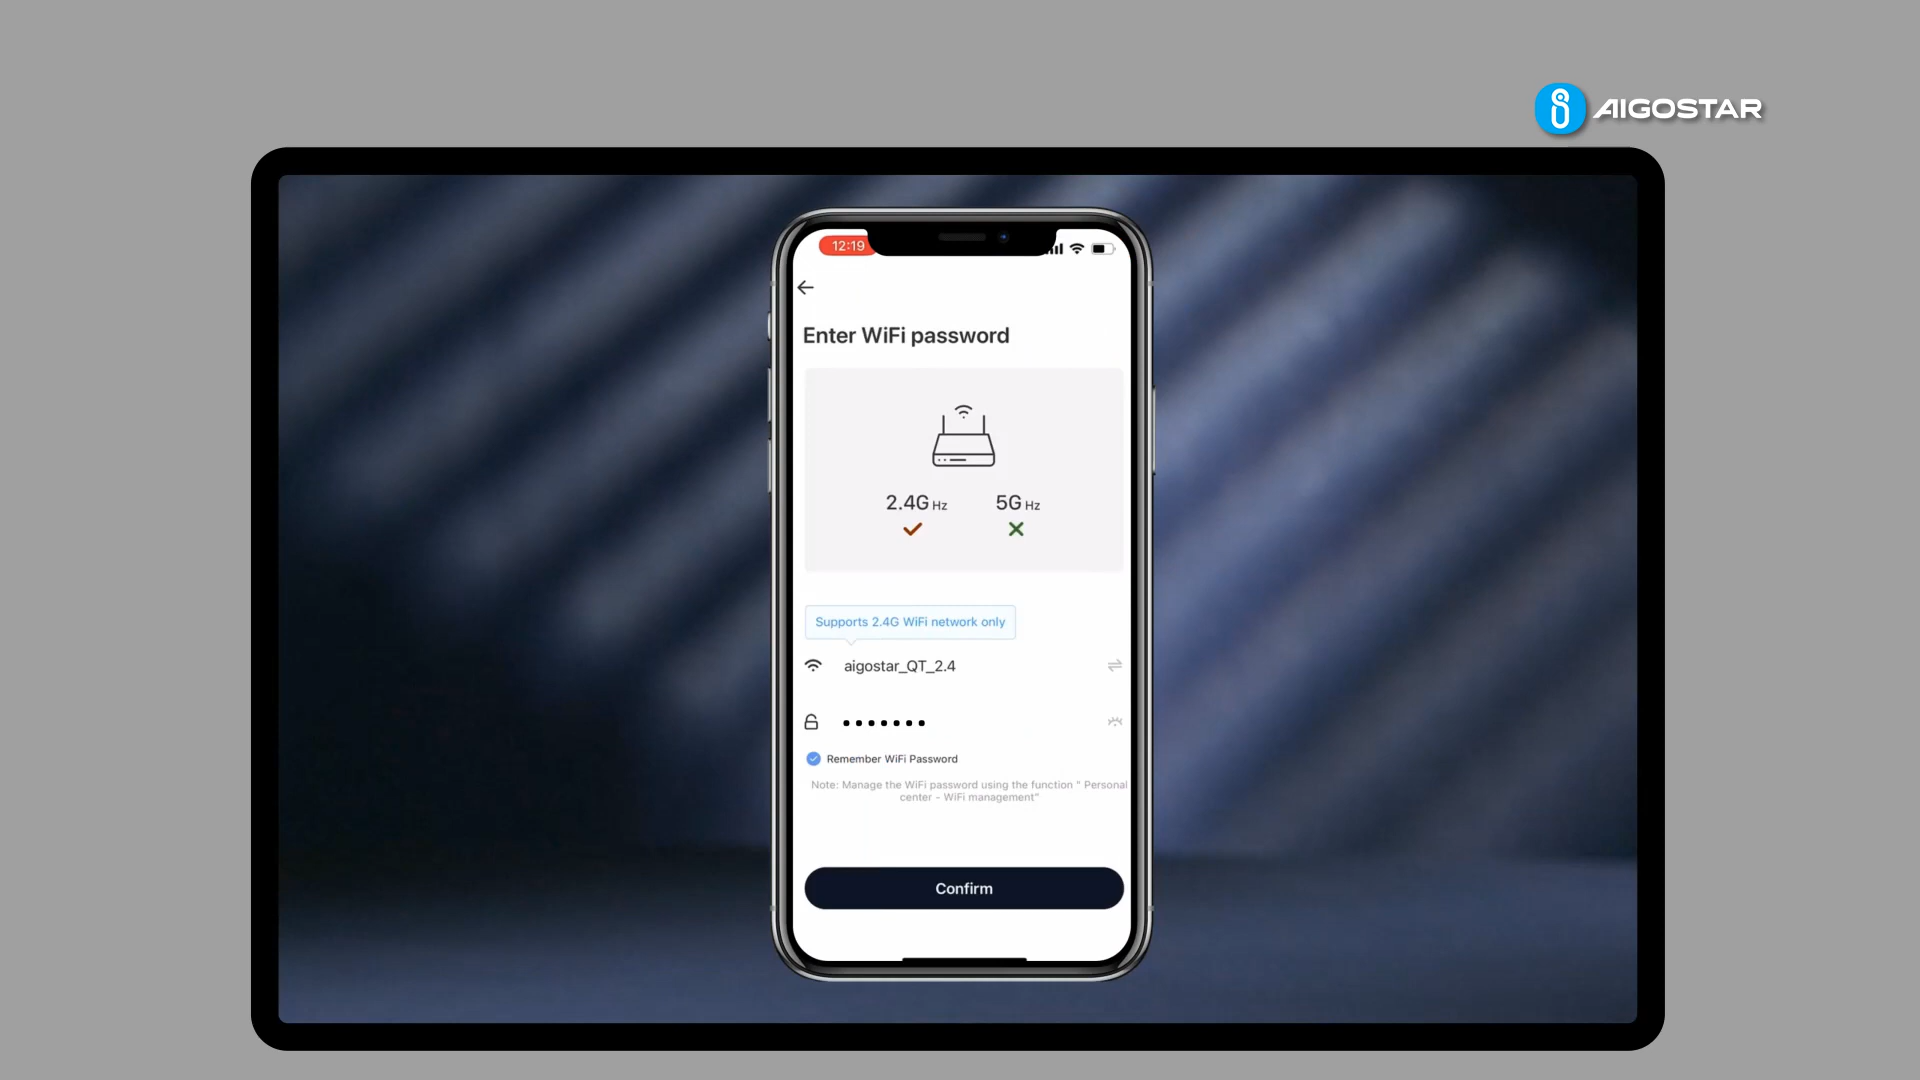 AIGOSTAR
12:19
Enter WiFi password
2.4G Hz 5G Hz
Supports 2.4G WiFi network only
aigostar_QT_2.4
Remember WiFi Password
Note: Manage the WiFi password using the function " Personal
center - WiFi management"
Confirm